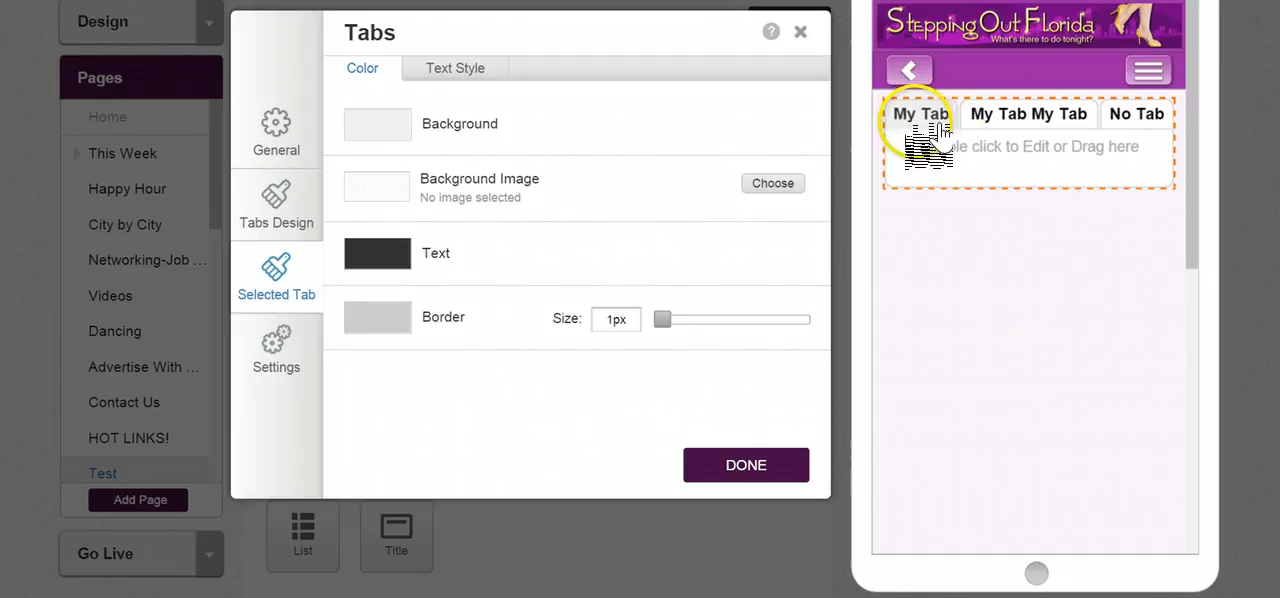 Design
Pages
Home
This Week
Happy Hour
City by City
Networking-Job ...
Videos
Dancing
Advertise With ...
Contact Us
HOT LINKS!
Test
Add Page
Go Live
General
Tabs Design
Selected Tab
Settings
Tabs
?
Color
Text Style
Background
Background Image
No image selected
Choose
Text
Border
Size:
1px
DONE
List
Title
Stepping Out Florida
What's there to do tonight?
My Tab
My Tab My Tab
No Tab
click to Edit or Drag here